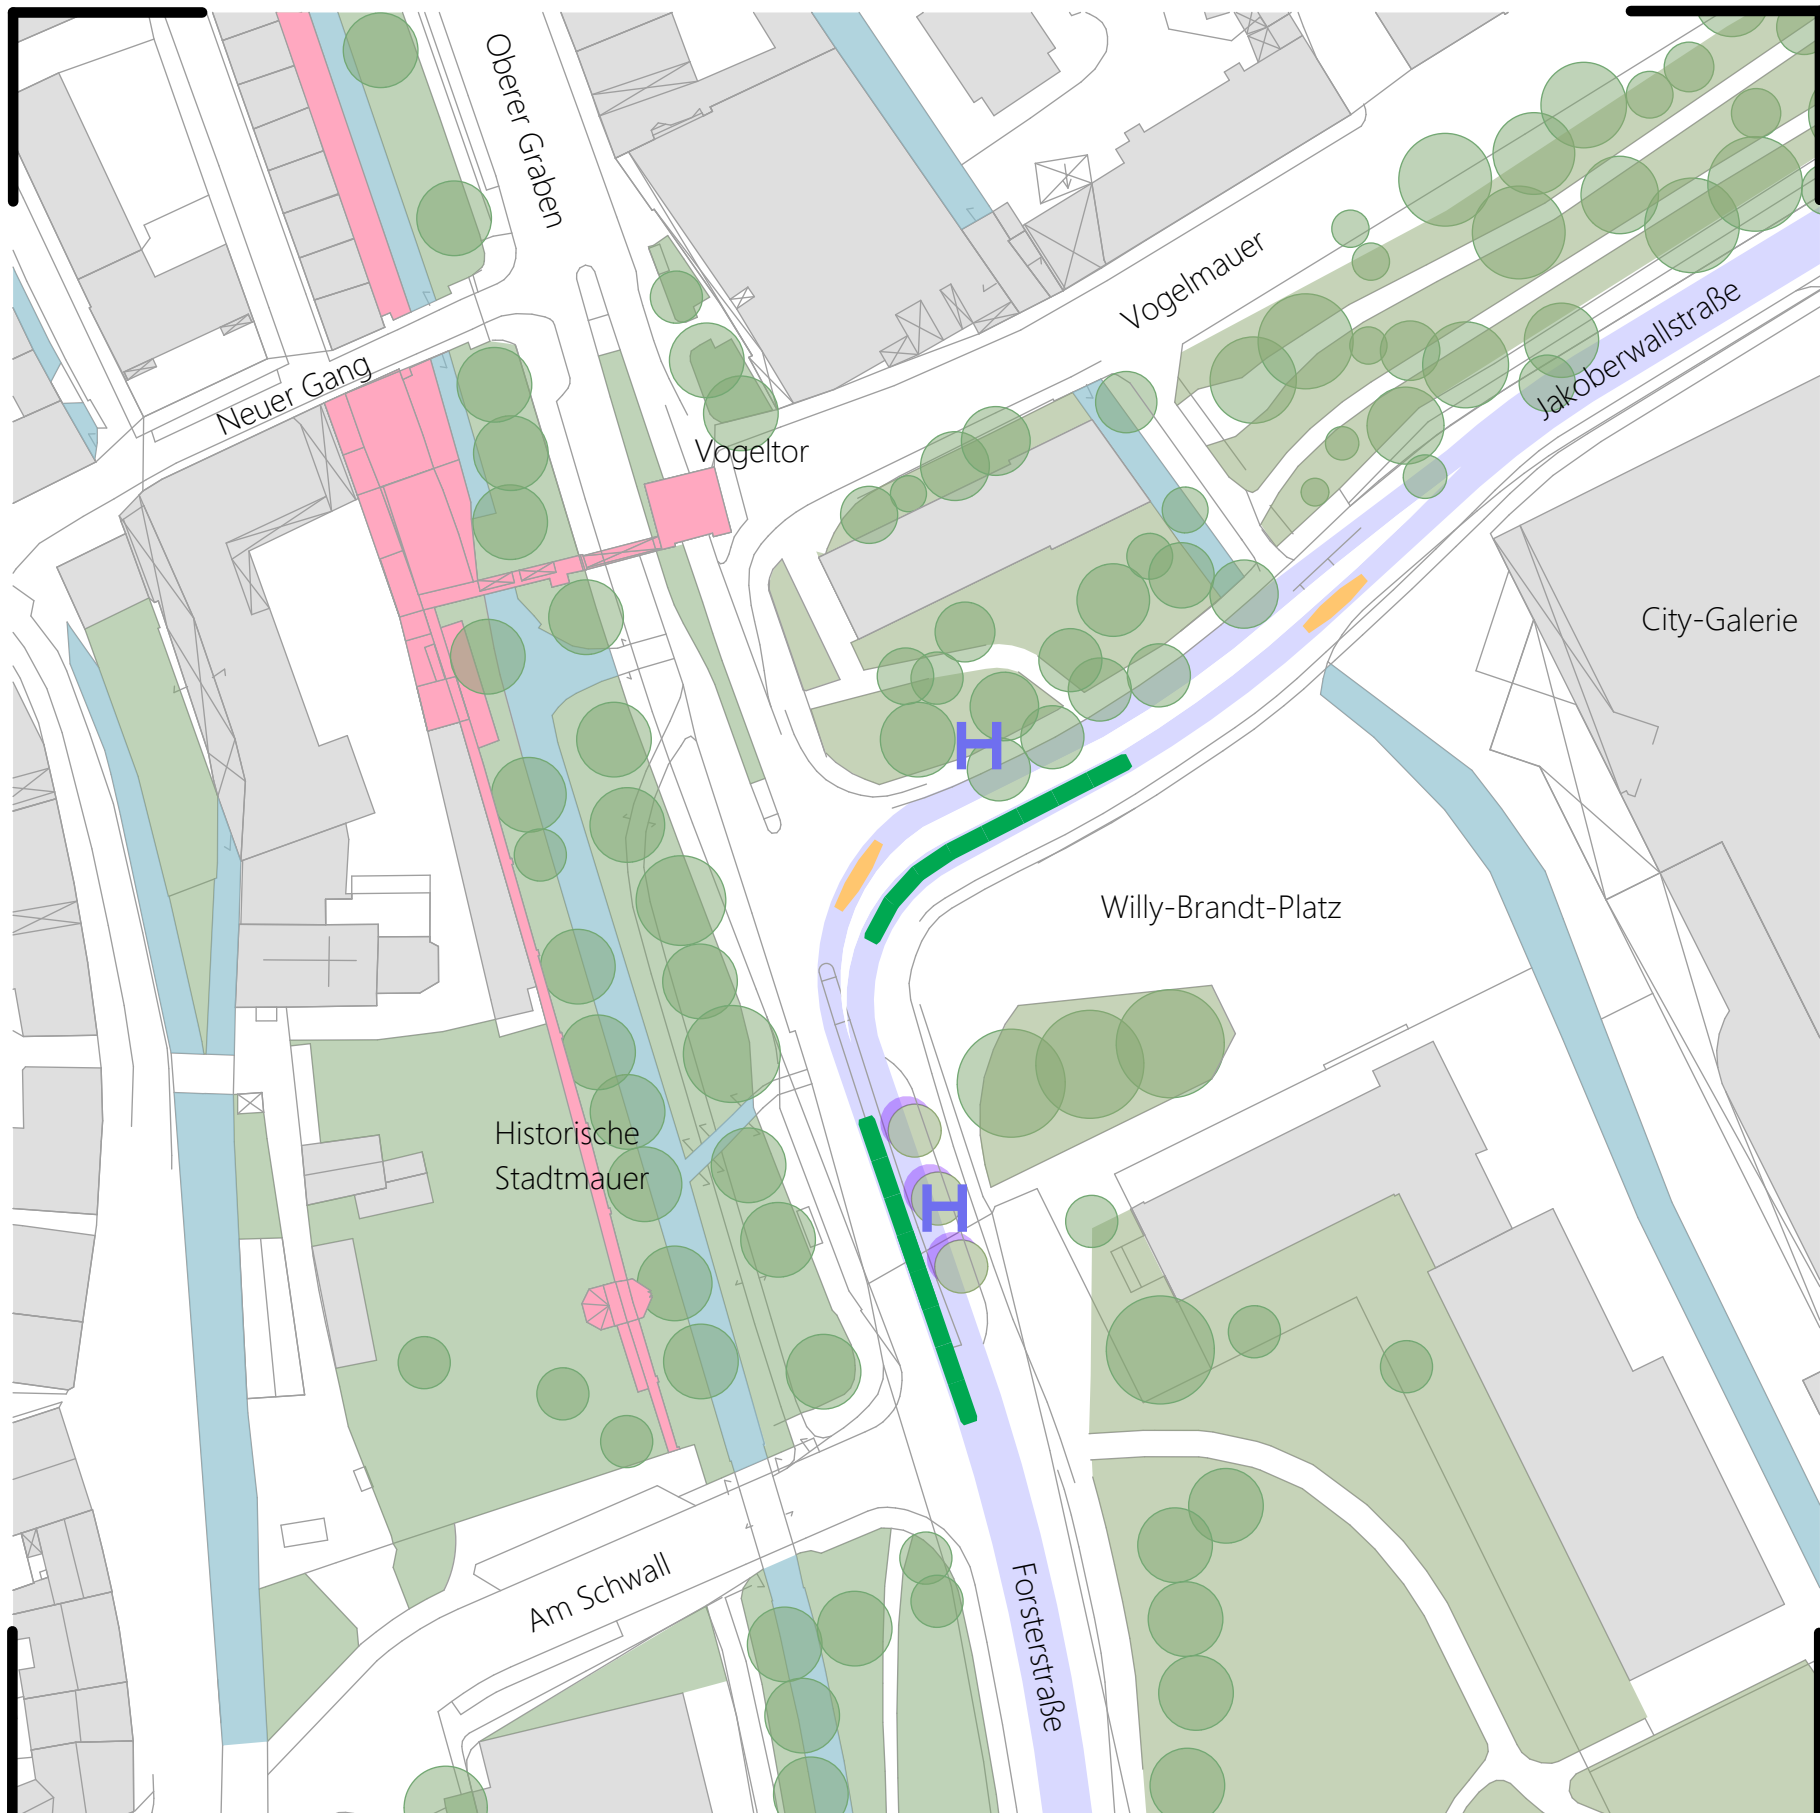 Oberer Graben
Vogelmauer
Jakoberwallstraße
Neuer Gang
Vogeltor
City-Galerie
H
Willy-Brandt-Platz
Historische
Stadtmauer
H
Am Schwall
Forsterstraße